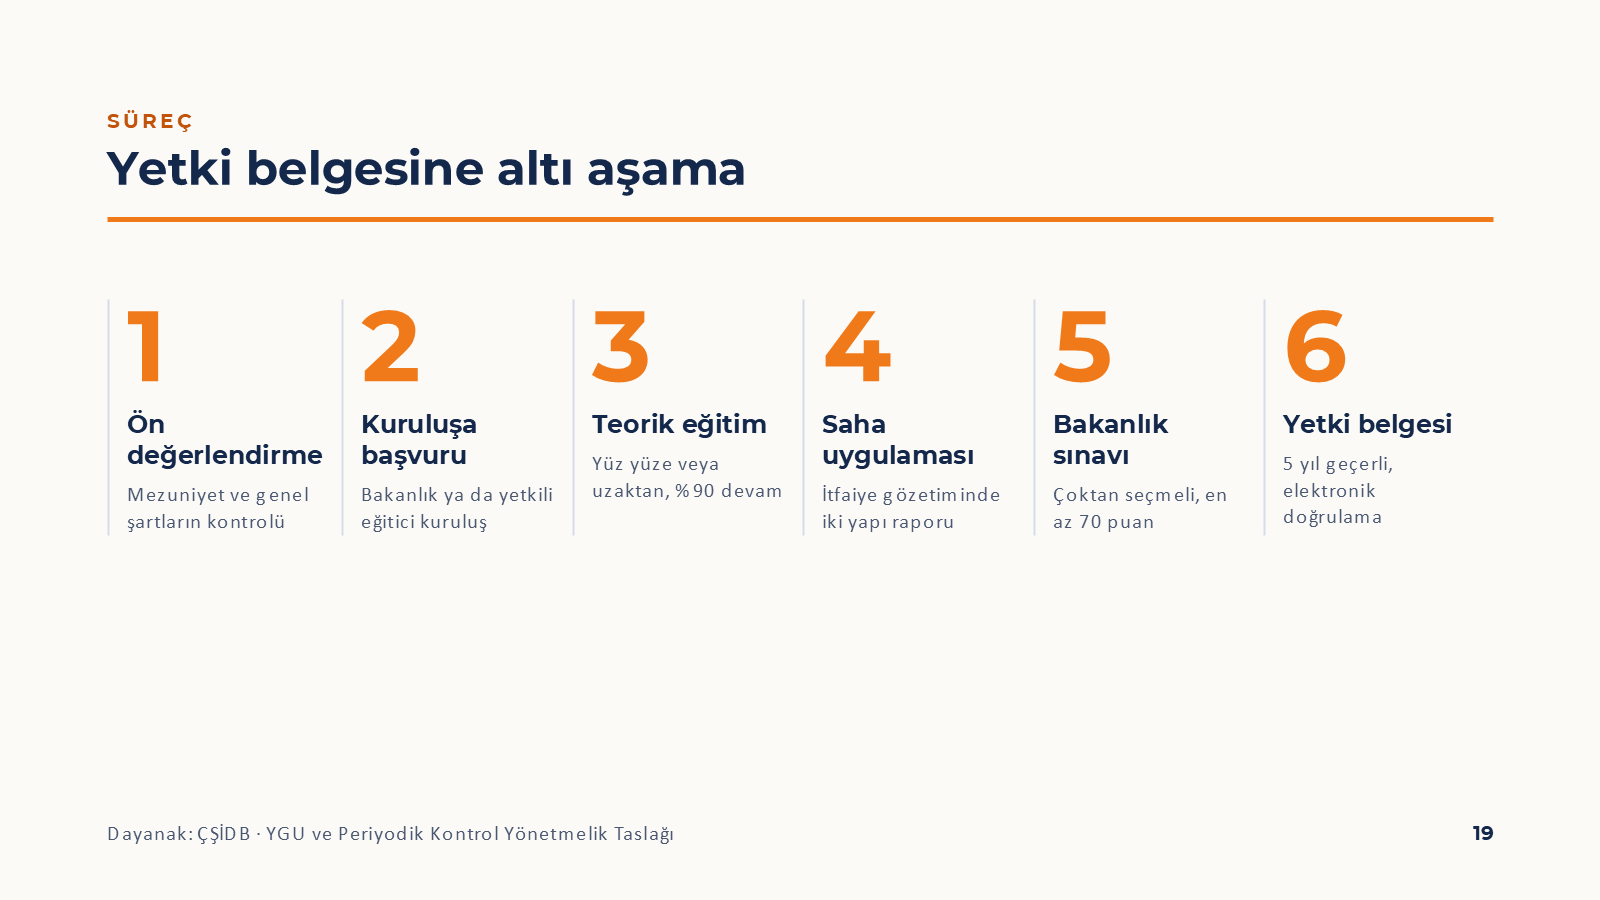 SÜREÇ
Yetki belgesine altı aşama
1
Ön
değerlendirme
Mezuniyet ve genel
şartların kontrolü
2
Kuruluşa
başvuru
Bakanlık ya da yetkili
eğitici kuruluş
3
Teorik eğitim
Yüz yüze veya
uzaktan, %90 devam
4
Saha
uygulaması
İtfaiye gözetiminde
iki yapı raporu
5
Bakanlık
sınavı
Çoktan seçmeli, en
az 70 puan
6
Yetki belgesi
5 yıl geçerli,
elektronik
doğrulama
Dayanak: ÇŞİDB · YGU ve Periyodik Kontrol Yönetmelik Taslağı
19